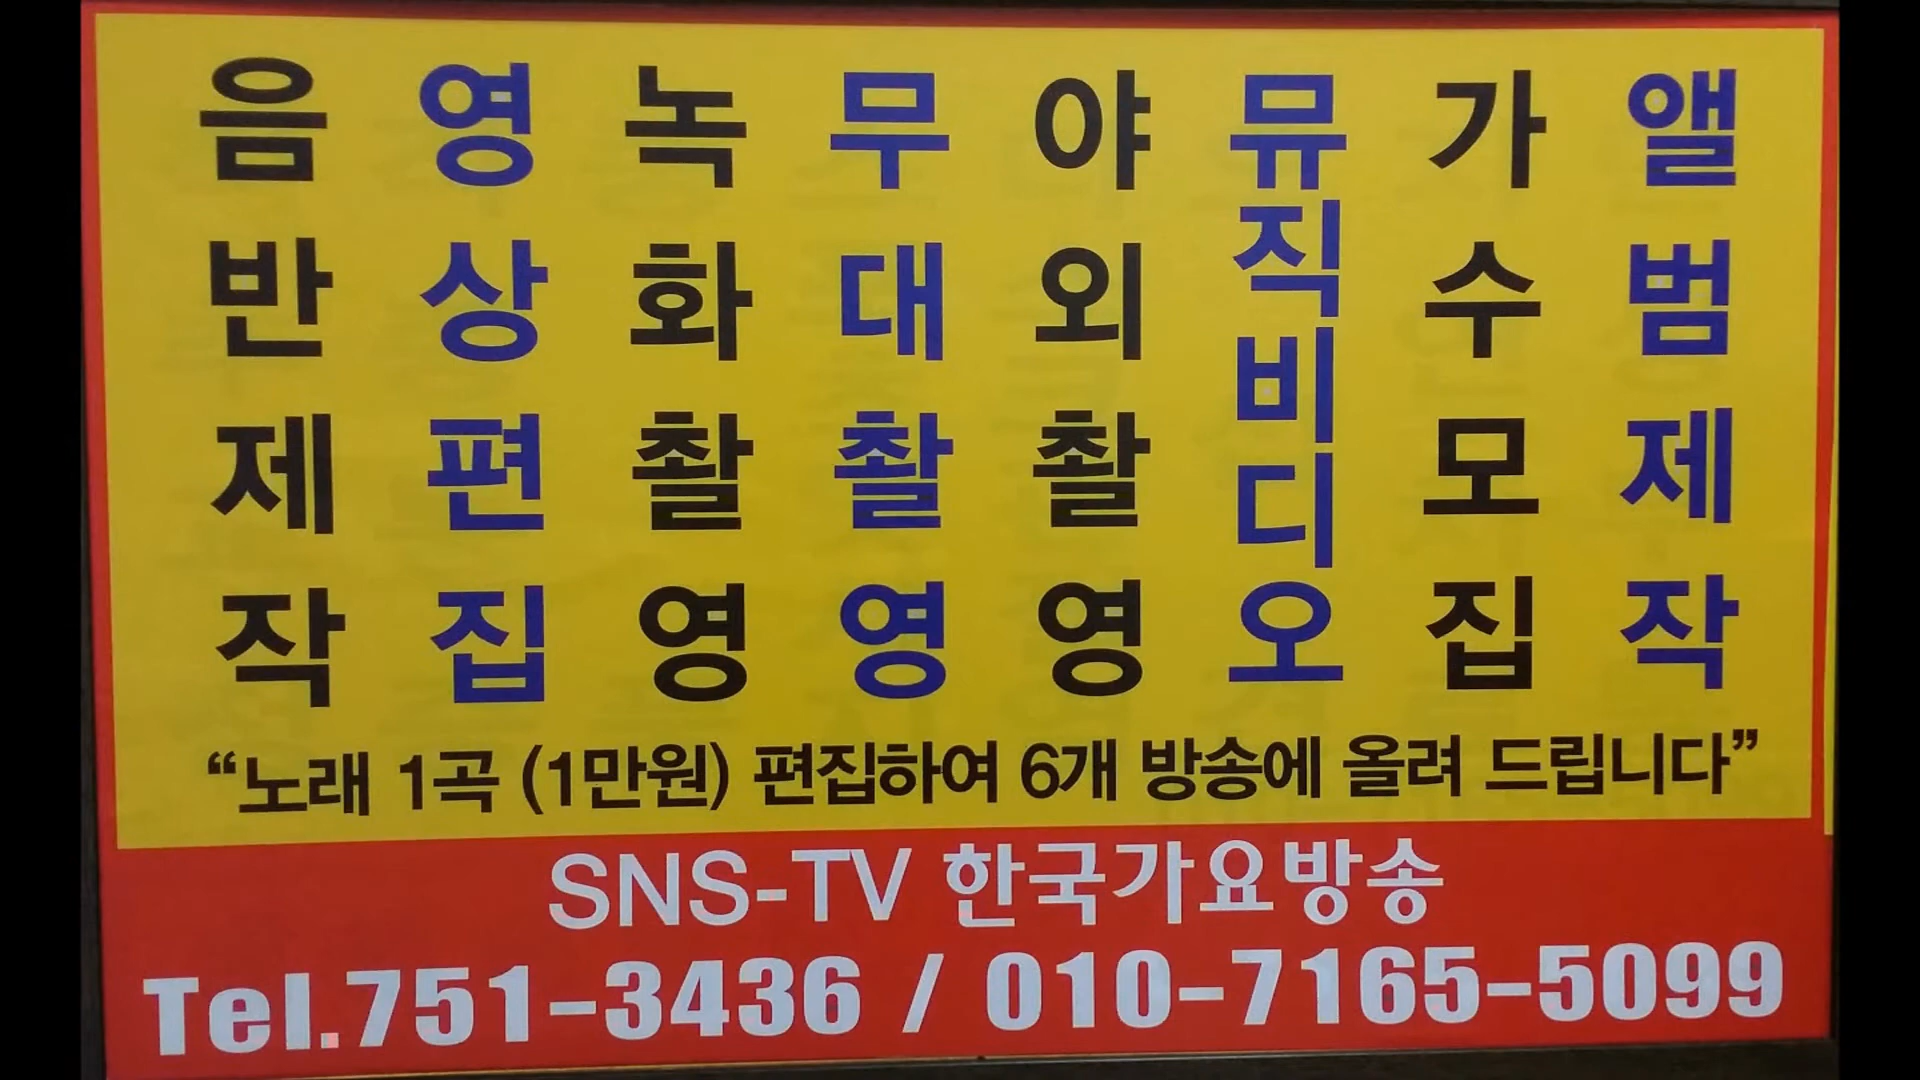 음반제작
영상편집
녹화촬영
무대촬영
야외촬영
뮤직비디오
가수모집
앨범제작
“노래 1곡 (1만원) 편집하여 6개 방송에 올려 드립니다”
SNS-TV 한국가요방송
Tel.751-3436 / 010-7165-5099